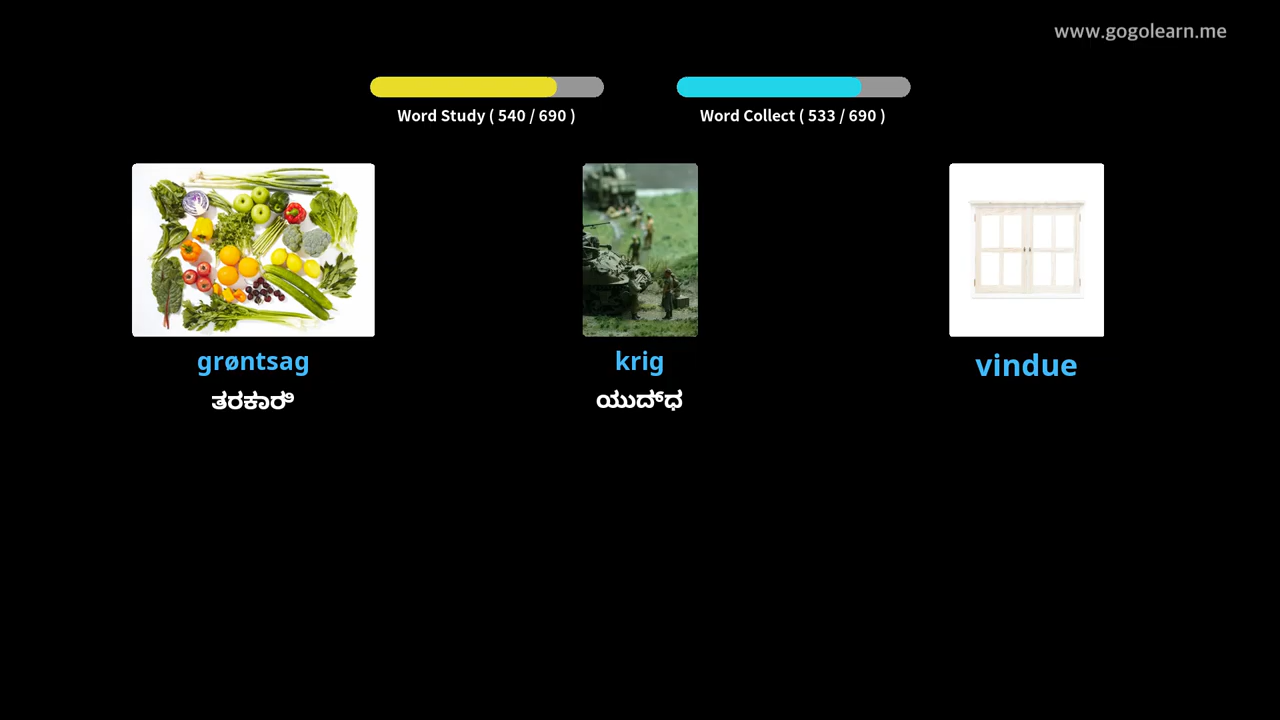 www.gogolearn.me
Word Study ( 540 / 690 )
Word Collect ( 533 / 690 )
grøntsag
ತರಕಾರಿ
krig
ಯುದ್ಧ
vindue